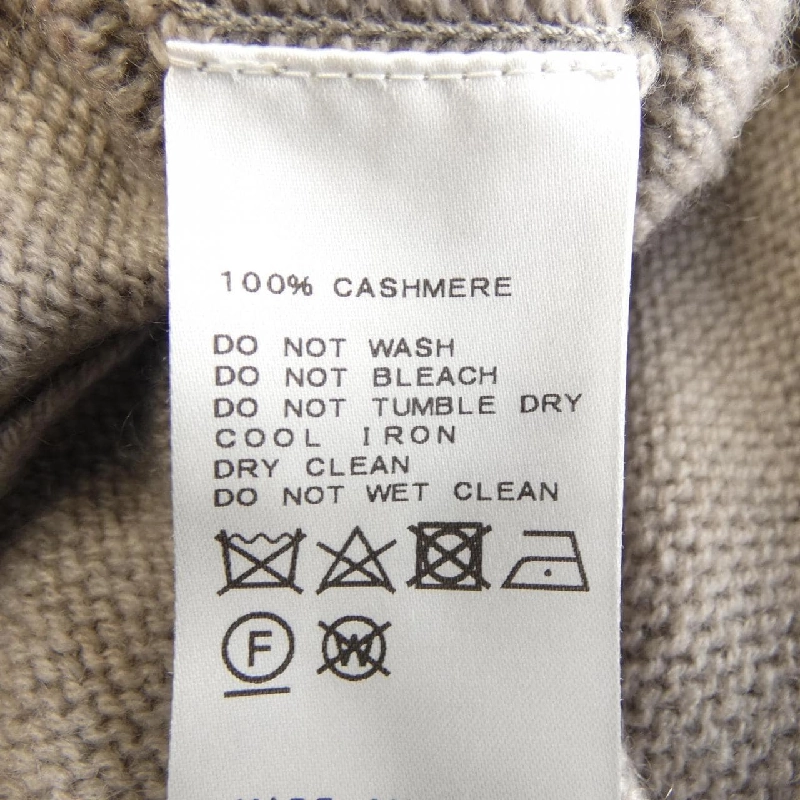 100% CASHMERE
DO NOT WASH
DO NOT BLEACH
DO NOT TUMBLE DRY
COOL IRON
DRY CLEAN
DO NOT WET CLEAN
F W